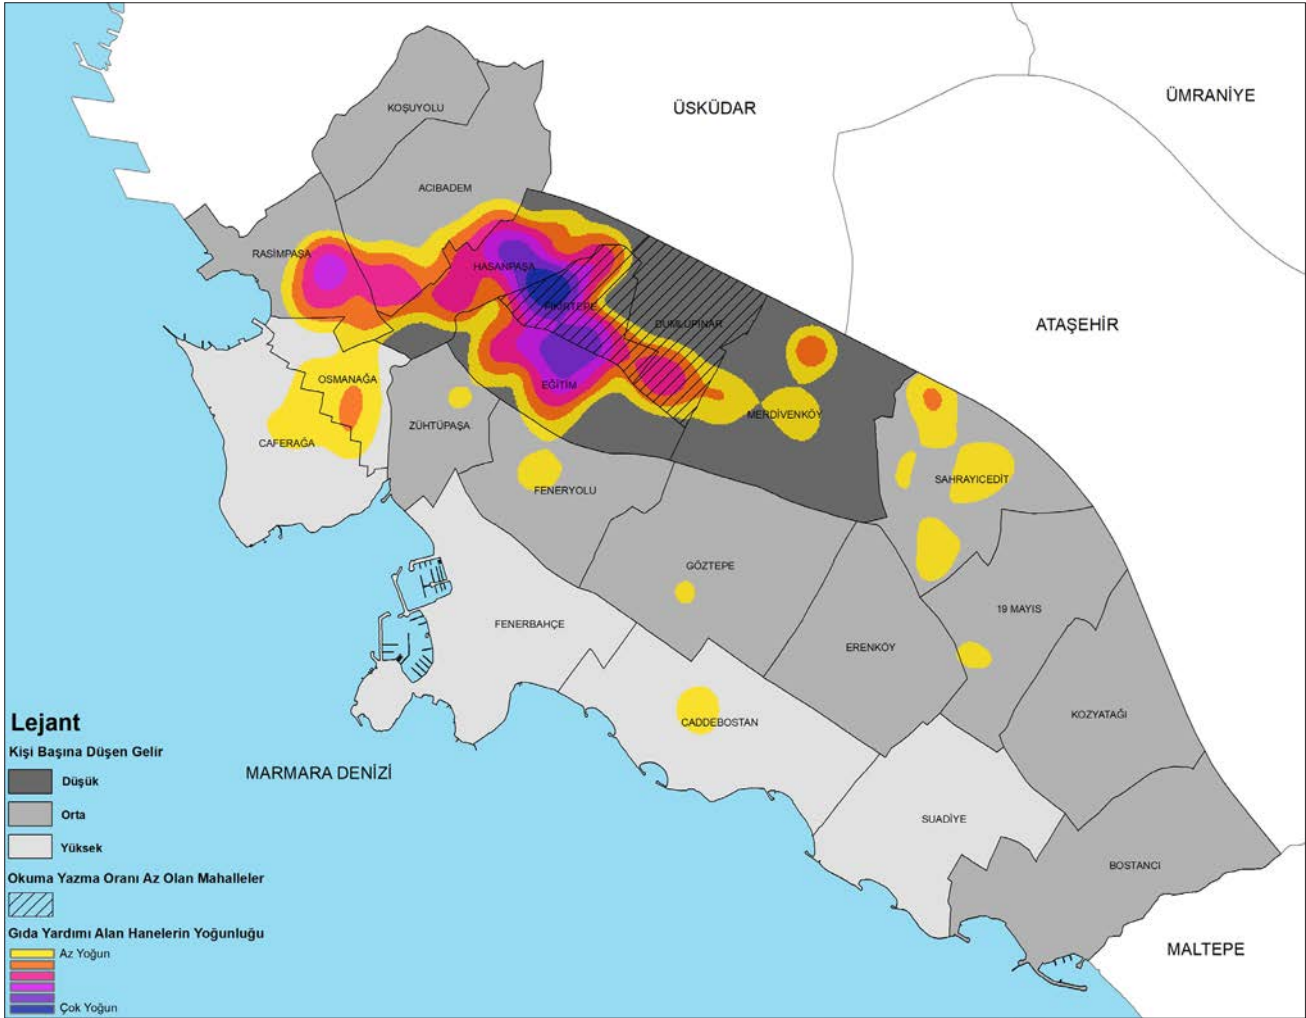 ÜMRANİYE
ÜSKÜDAR
KOŞUYOLU
ACIBADEM
RASİMPAŞA
HASANPAŞA
FİKİRTEPE
DUMLUPINAR
ATAŞEHİR
OSMANAĞA
EĞİTİM
MERDİVENKÖY
ZÜHTÜPAŞA
CAFERAĞA
SAHRAYICEDİT
FENERYOLU
GÖZTEPE
19 MAYIS
FENERBAHÇE
ERENKÖY
KOZYATAĞI
CADDEBOSTAN
MARMARA DENİZİ
SUADİYE
BOSTANCI
MALTEPE
Lejant
Kişi Başına Düşen Gelir
Düşük
Orta
Yüksek
Okuma Yazma Oranı Az Olan Mahalleler
Gıda Yardımı Alan Hanelerin Yoğunluğu
Az Yoğun
Çok Yoğun